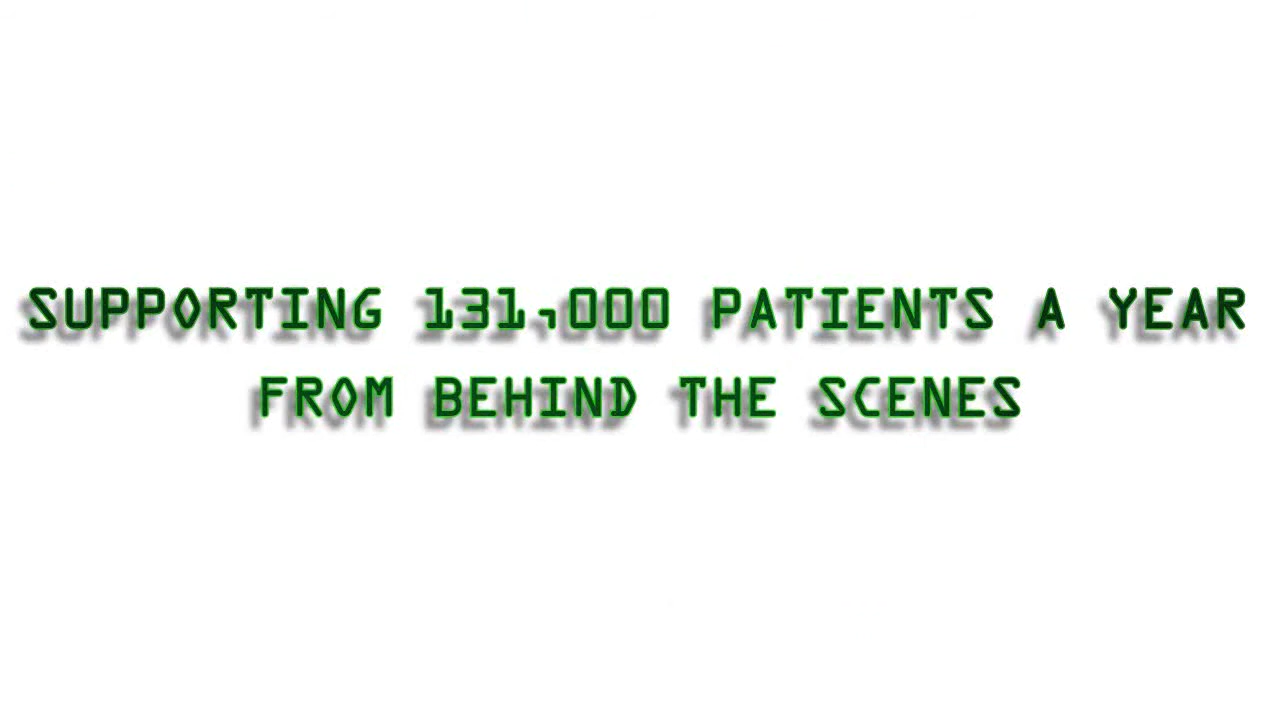 SUPPORTING 131,000 PATIENTS A YEAR
FROM BEHIND THE SCENES